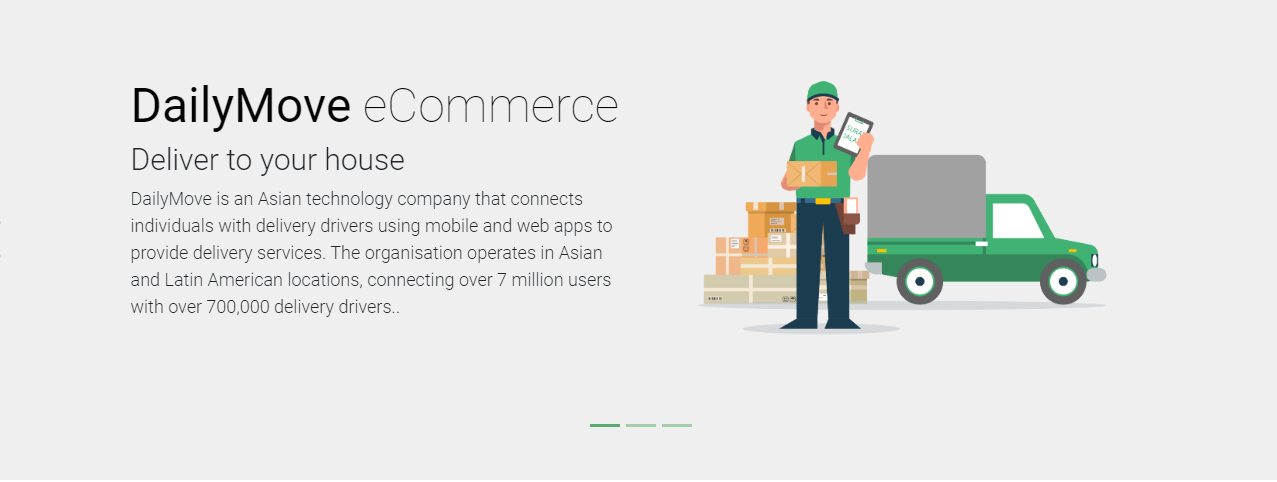 DailyMove eCommerce
Deliver to your house
DailyMove is an Asian technology company that connects
individuals with delivery drivers using mobile and web apps to
provide delivery services. The organisation operates in Asian
and Latin American locations, connecting over 7 million users
with over 700,000 delivery drivers..
SURAT
JALAN